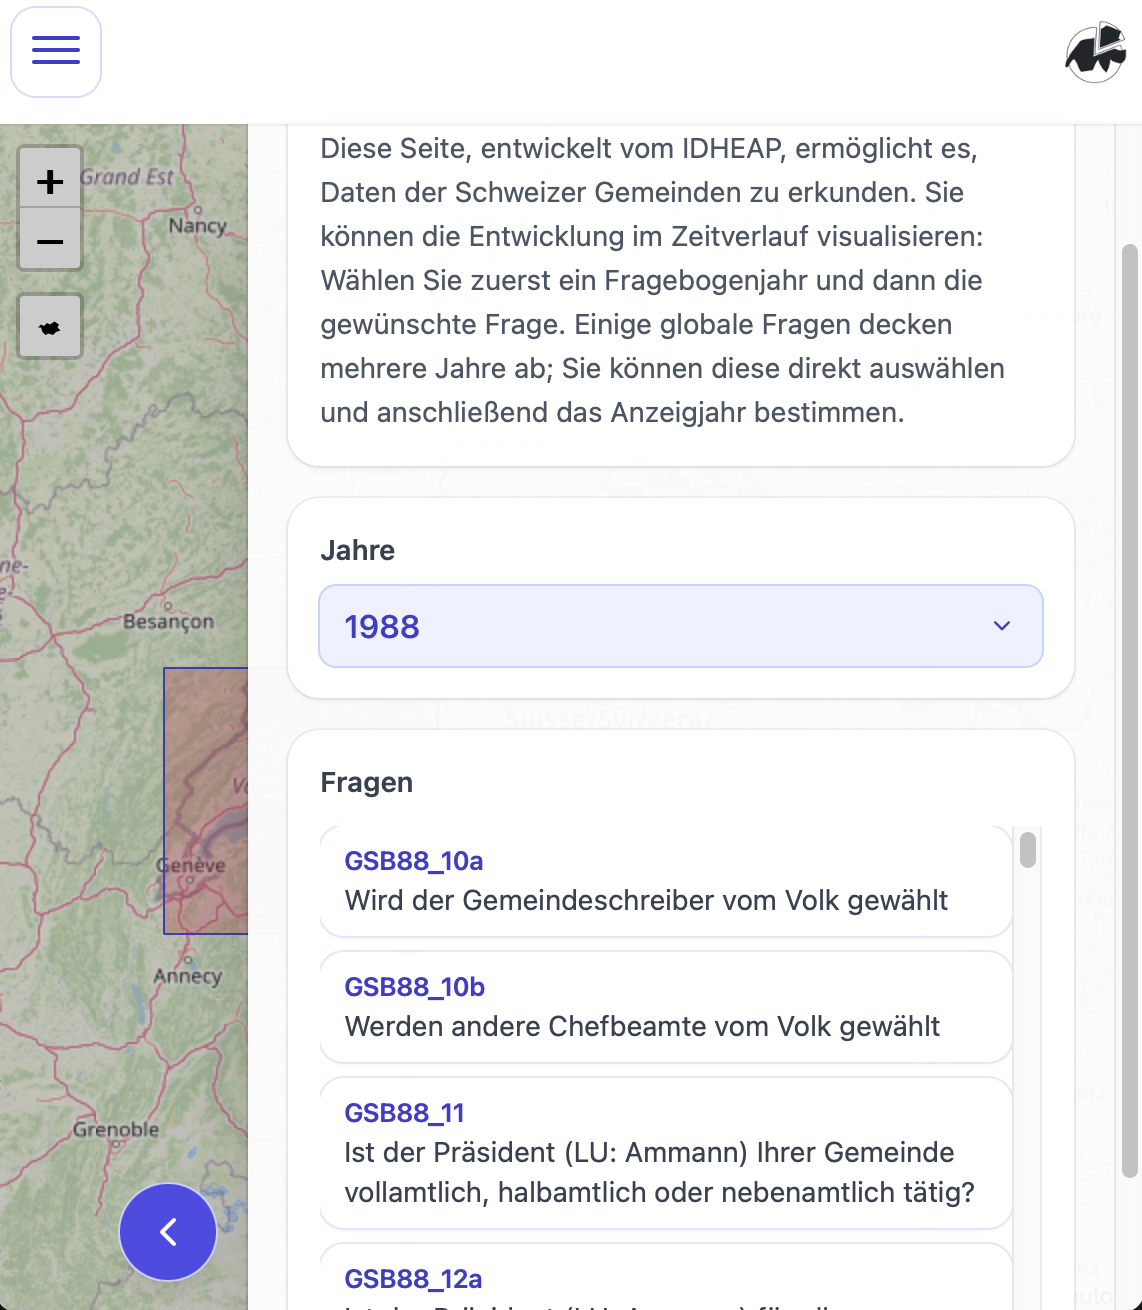 +
Grand Est
Nancy
−
Diese Seite, entwickelt vom IDHEAP, ermöglicht es,
Daten der Schweizer Gemeinden zu erkunden. Sie
können die Entwicklung im Zeitverlauf visualisieren:
Wählen Sie zuerst ein Fragebogenjahr und dann die
gewünschte Frage. Einige globale Fragen decken
mehrere Jahre ab; Sie können diese direkt auswählen
und anschließend das Anzeigjahr bestimmen.
Jahre
1988
Besançon
Suisse/Svizzera/
Fragen
Genève
Annecy
Grenoble
GSB88_10a
Wird der Gemeindeschreiber vom Volk gewählt
GSB88_10b
Werden andere Chefbeamte vom Volk gewählt
GSB88_11
Ist der Präsident (LU: Ammann) Ihrer Gemeinde
vollamtlich, halbamtlich oder nebenamtlich tätig?
GSB88_12a